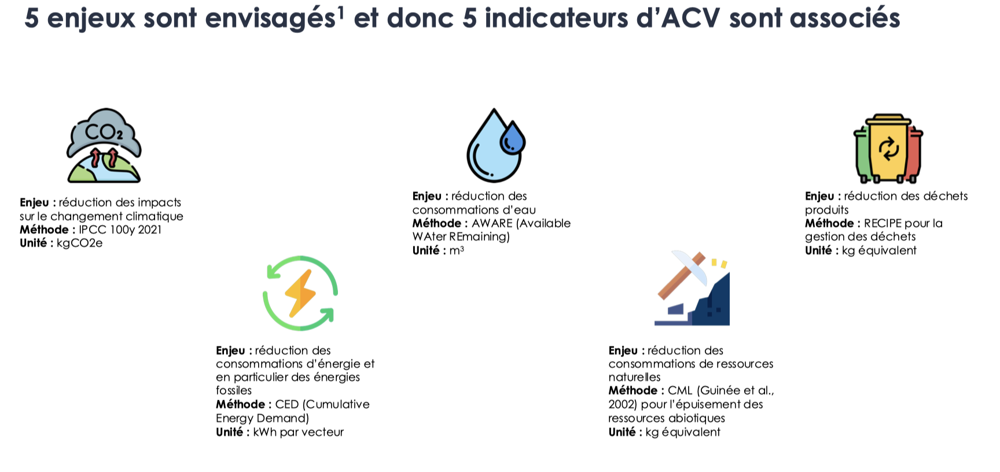 5 enjeux sont envisagés¹ et donc 5 indicateurs d'ACV sont associés
CO₂
Enjeu : réduction des impacts
sur le changement climatique
Méthode : IPCC 100y 2021
Unité : kgCO2e
Enjeu : réduction des
consommations d'énergie et
en particulier des énergies
fossiles
Méthode : CED (Cumulative
Energy Demand)
Unité : kWh par vecteur
Enjeu : réduction des
consommations d'eau
Méthode : AWARE (Available
WAter REmaining)
Unité : m³
Enjeu : réduction des
consommations de ressources
naturelles
Méthode : CML (Guinée et al.,
2002) pour l'épuisement des
ressources abiotiques
Unité : kg équivalent
Enjeu : réduction des déchets
produits
Méthode : RECIPE pour la
gestion des déchets
Unité : kg équivalent